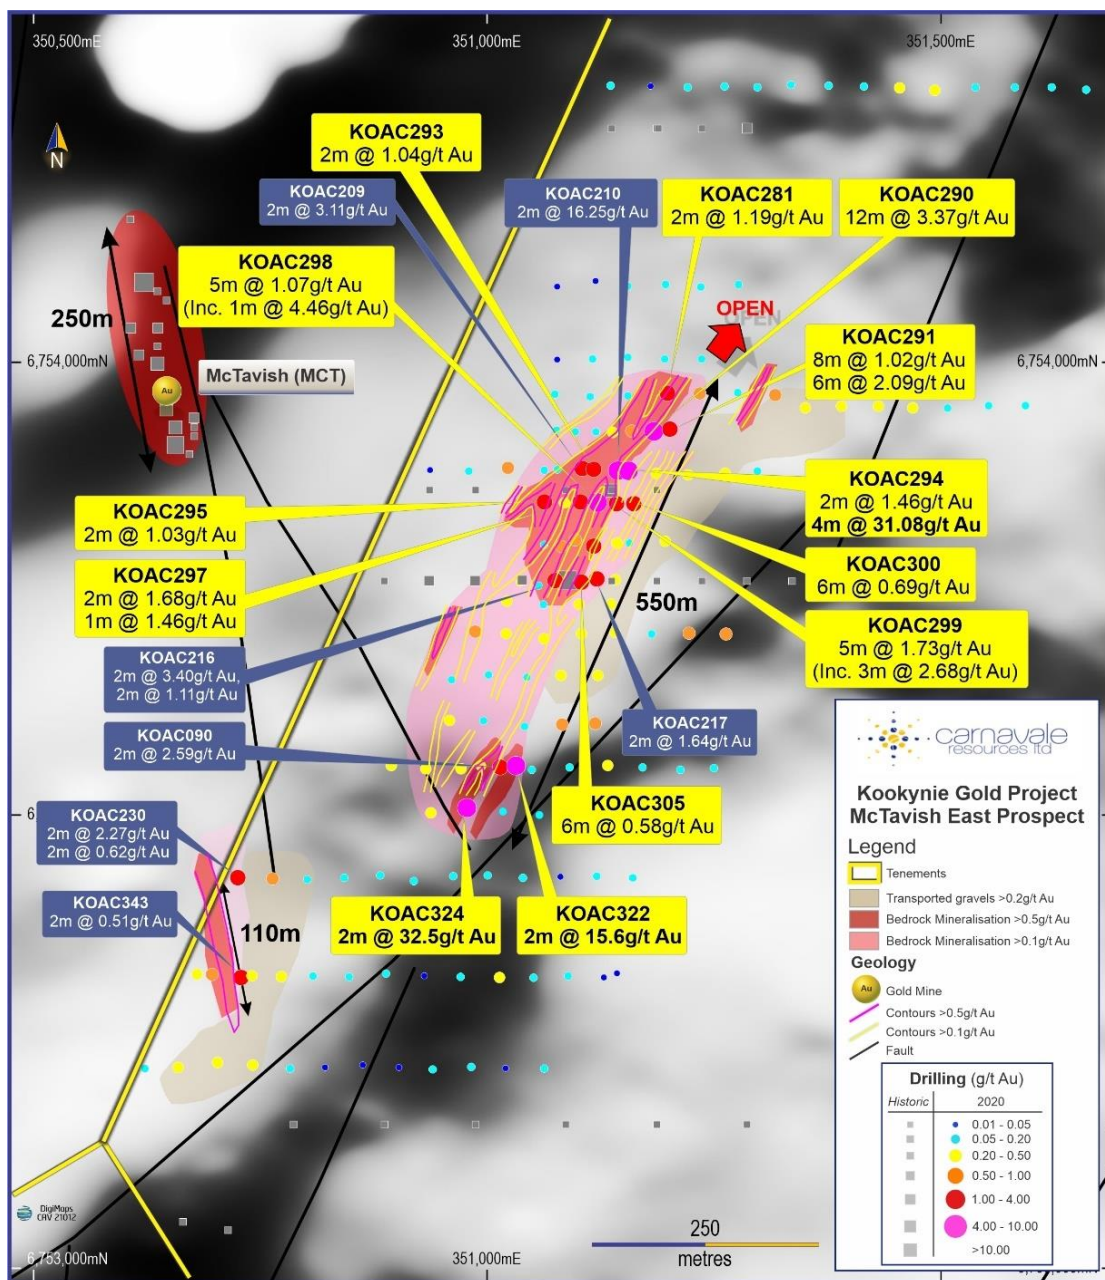 350,500mE
351,000mE
351,500mE
N
KOAC293
2m @ 1.04g/t Au
KOAC209
2m @ 3.11g/t Au
KOAC210
2m @ 16.25g/t Au
KOAC281
2m @ 1.19g/t Au
KOAC290
12m @ 3.37g/t Au
KOAC298
5m @ 1.07g/t Au
(Inc. 1m @ 4.46g/t Au)
OPEN
250m
KOAC291
8m @ 1.02g/t Au
6m @ 2.09g/t Au
6,754,000mN
6,754,000mN
Au
McTavish (MCT)
KOAC294
2m @ 1.46g/t Au
4m @ 31.08g/t Au
KOAC295
2m @ 1.03g/t Au
KOAC300
6m @ 0.69g/t Au
KOAC297
2m @ 1.68g/t Au
1m @ 1.46g/t Au
550m
KOAC299
5m @ 1.73g/t Au
(Inc. 3m @ 2.68g/t Au)
KOAC216
2m @ 3.40g/t Au,
2m @ 1.11g/t Au
KOAC217
2m @ 1.64g/t Au
KOAC090
2m @ 2.59g/t Au
KOAC305
6m @ 0.58g/t Au
KOAC230
2m @ 2.27g/t Au
2m @ 0.62g/t Au
KOAC343
2m @ 0.51g/t Au
110m
KOAC324
2m @ 32.5g/t Au
KOAC322
2m @ 15.6g/t Au
carnavale
resources ltd
Kookynie Gold Project
McTavish East Prospect
Legend
Tenements
Transported gravels >0.2g/t Au
Bedrock Mineralisation >0.5g/t Au
Bedrock Mineralisation >0.1g/t Au
Geology
Au Gold Mine
Contours >0.5g/t Au
Contours >0.1g/t Au
Fault
Drilling (g/t Au)
Historic 2020
0.01 - 0.05
0.05 - 0.20
0.20 - 0.50
0.50 - 1.00
1.00 - 4.00
4.00 - 10.00
>10.00
DigiMaps
CAV 21012
250
metres
6,753,000mN
351,000mE